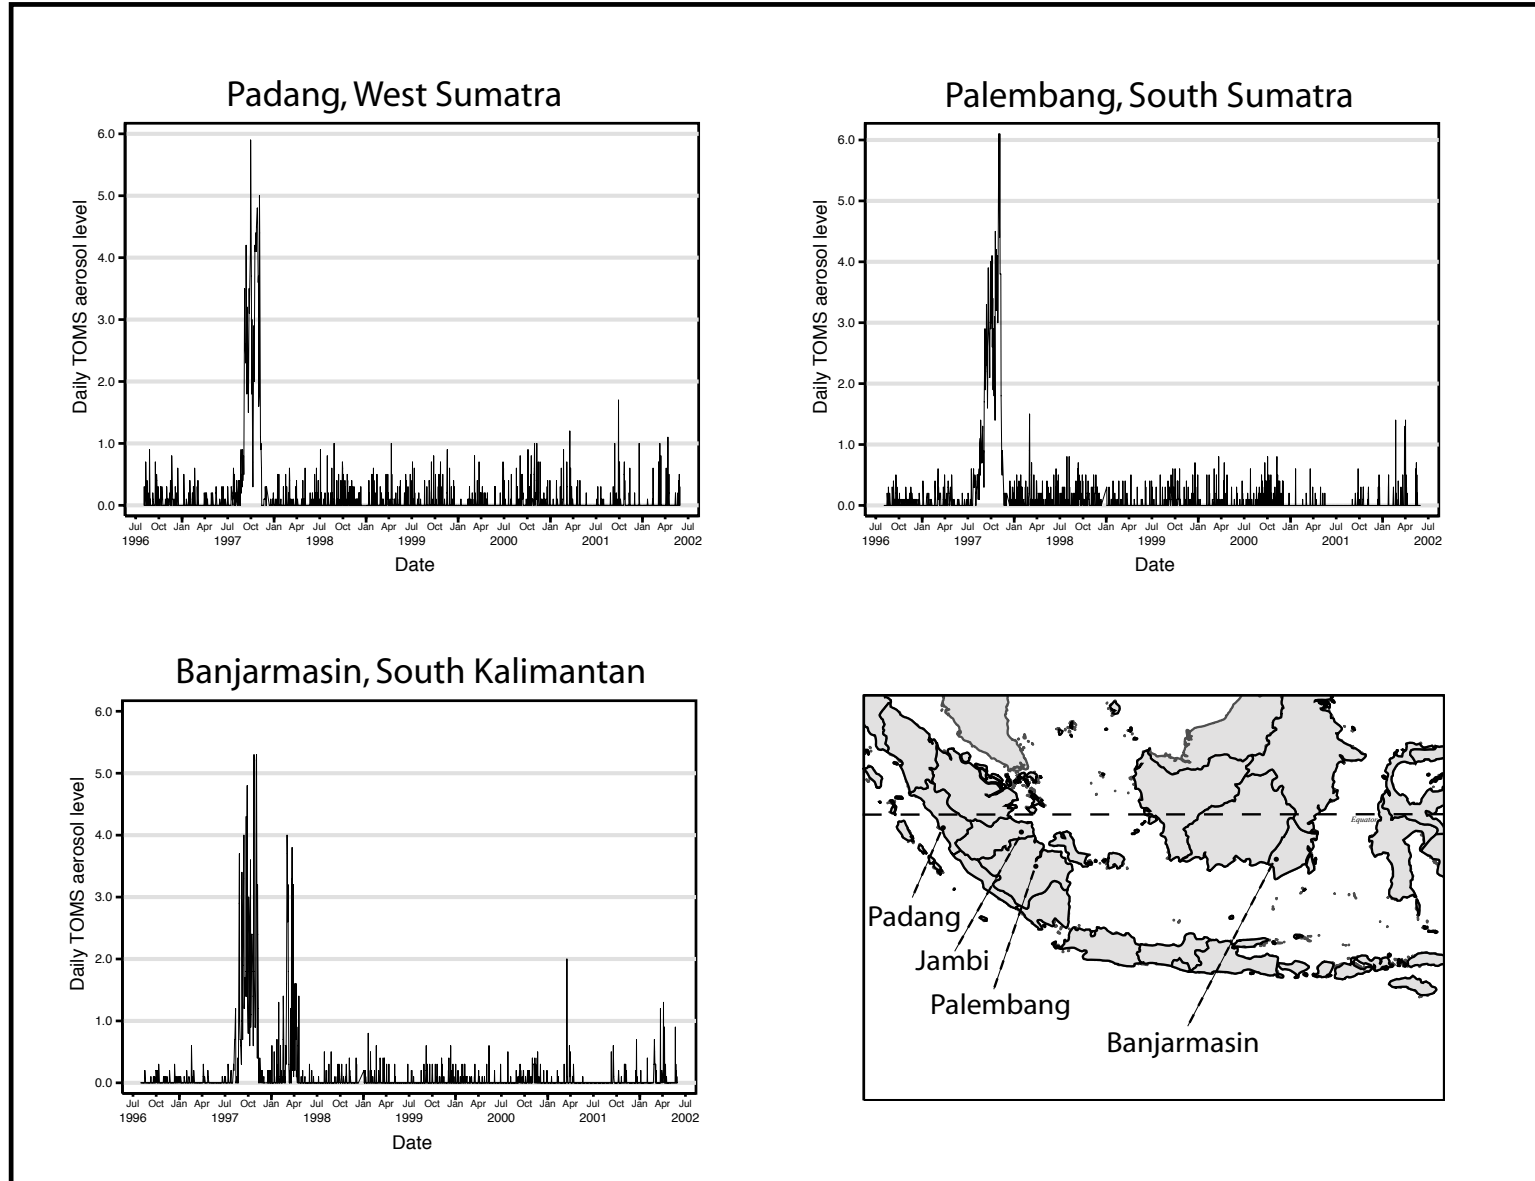 Padang, West Sumatra
6.0
5.0
4.0
3.0
2.0
1.0
0.0
Daily TOMS aerosol level
Jul Oct Jan Apr Jul Oct Jan Apr Jul Oct Jan Apr Jul Oct Jan Apr Jul Oct Jan Apr Jul Oct Jan Apr Jul
1996 1997 1998 1999 2000 2001 2002
Date
Palembang, South Sumatra
6.0
5.0
4.0
3.0
2.0
1.0
0.0
Daily TOMS aerosol level
Jul Oct Jan Apr Jul Oct Jan Apr Jul Oct Jan Apr Jul Oct Jan Apr Jul Oct Jan Apr Jul Oct Jan Apr Jul
1996 1997 1998 1999 2000 2001 2002
Date
Banjarmasin, South Kalimantan
6.0
5.0
4.0
3.0
2.0
1.0
0.0
Daily TOMS aerosol level
Jul Oct Jan Apr Jul Oct Jan Apr Jul Oct Jan Apr Jul Oct Jan Apr Jul Oct Jan Apr Jul Oct Jan Apr Jul
1996 1997 1998 1999 2000 2001 2002
Date
Equator
Padang
Jambi
Palembang
Banjarmasin